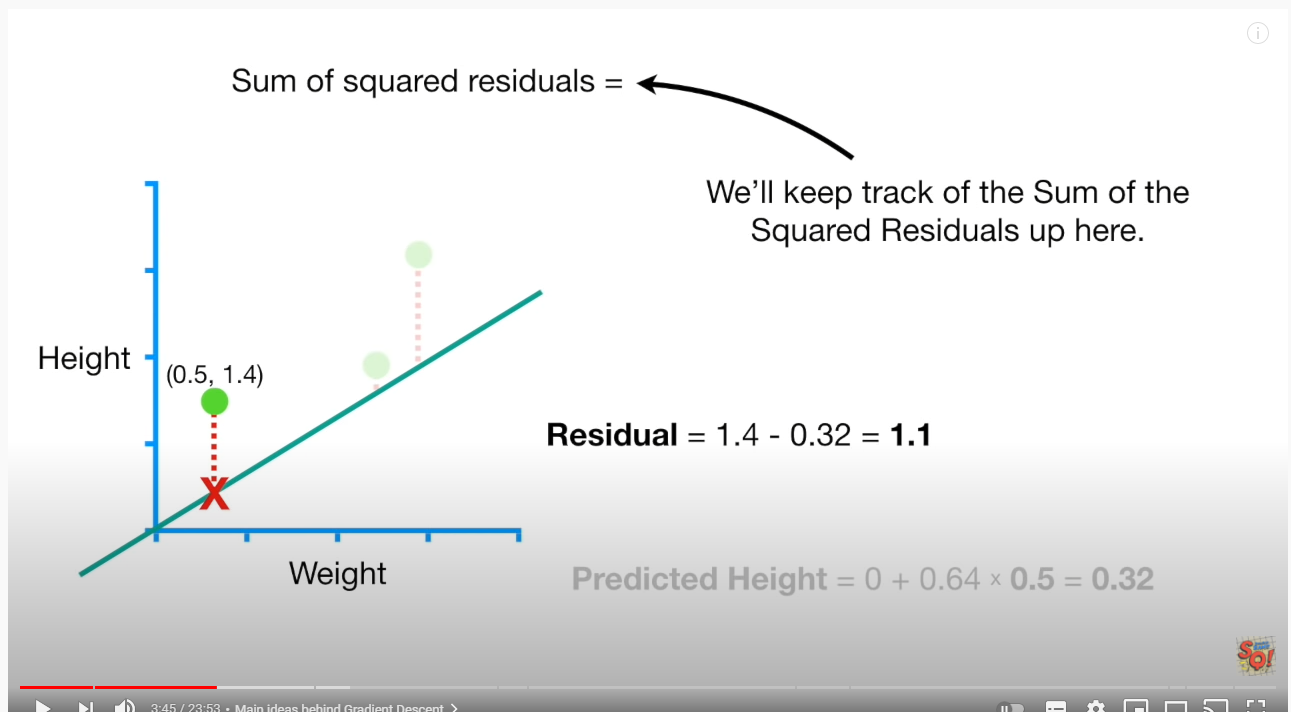 Sum of squared residuals =
We'll keep track of the Sum of the
Squared Residuals up here.
Height
(0.5, 1.4)
X
Residual = 1.4 - 0.32 = 1.1
Weight
Predicted Height = 0 + 0.64 × 0.5 = 0.32
SQ!
3:45 / 23:53 • Main ideas behind Gradient Descent